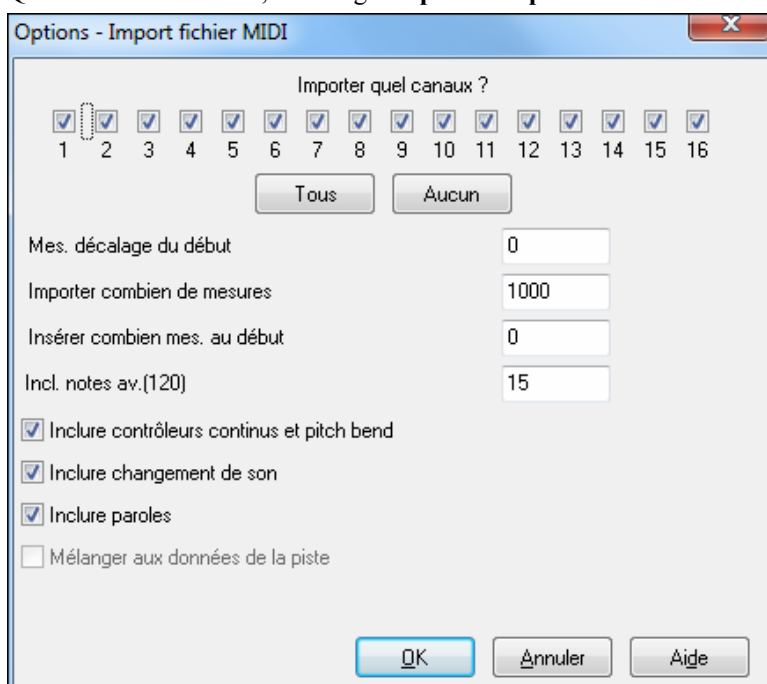 Options - Import fichier MIDI
Importer quel canaux ?
1 2 3 4 5 6 7 8 9 10 11 12 13 14 15 16
Tous Aucun
Mes. décalage du début 0
Importer combien de mesures 1000
Insérer combien mes. au début 0
Incl. notes av.(120) 15
Inclure contrôleurs continus et pitch bend
Inclure changement de son
Inclure paroles
Mélanger aux données de la piste
OK Annuler Aide